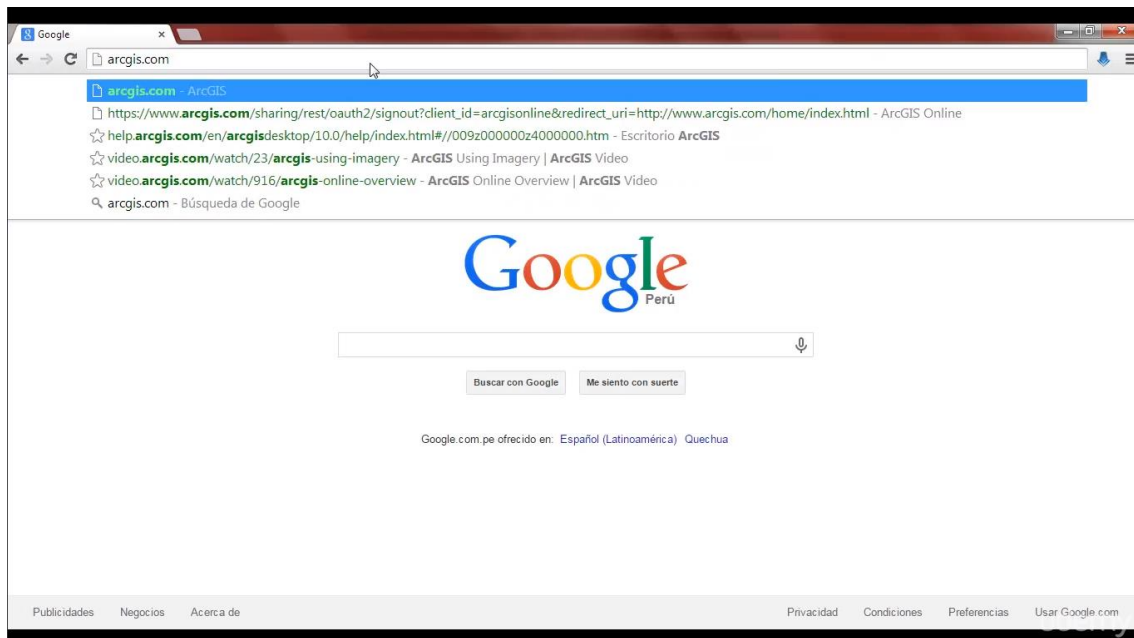 Google
arcgis.com
arcgis.com - ArcGIS
https://www.arcgis.com/sharing/rest/oauth2/signout?client_id=arcgisonline&redirect_uri=http://www.arcgis.com/home/index.html - ArcGIS Online
help.arcgis.com/en/arcgisdesktop/10.0/help/index.html#//009z000000z4000000.htm - Escritorio ArcGIS
video.arcgis.com/watch/23/arcgis-using-imagery - ArcGIS Using Imagery | ArcGIS Video
video.arcgis.com/watch/916/arcgis-online-overview - ArcGIS Online Overview | ArcGIS Video
arcgis.com - Búsqueda de Google
Google
Perú
Buscar con Google Me siento con suerte
Google.com.pe ofrecido en: Español (Latinoamérica) Quechua
Publicidades Negocios Acerca de Privacidad Condiciones Preferencias Usar Google.com
udemy